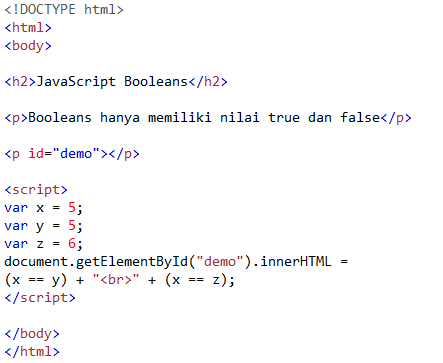 <!DOCTYPE html>
<html>
<body>
<h2>JavaScript Booleans</h2>
<p>Booleans hanya memiliki nilai true dan false</p>
<p id="demo"></p>
<script>
var x = 5;
var y = 5;
var z = 6;
document.getElementById("demo").innerHTML =
(x == y) + "<br>" + (x == z);
</script>
</body>
</html>